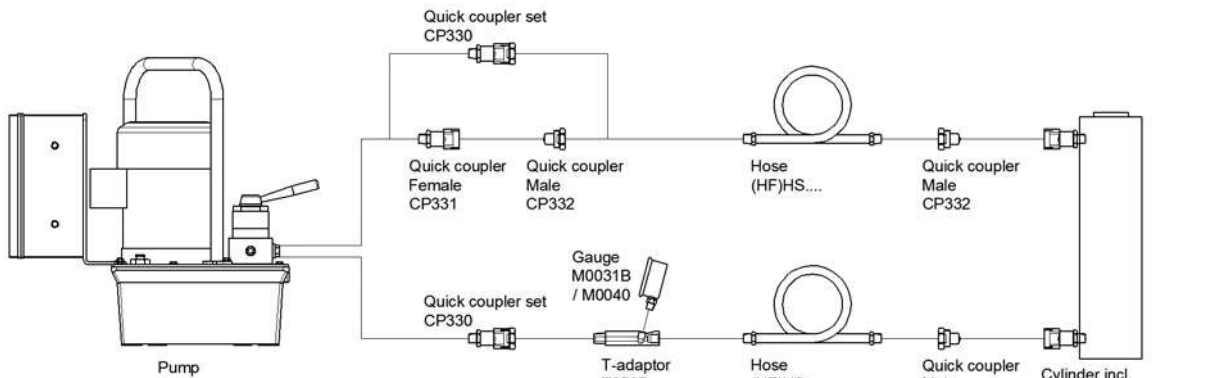 Quick coupler set
CP330
Quick coupler
Female
CP331
Quick coupler
Male
CP332
Hose
(HF)HS....
Quick coupler
Male
CP332
Gauge
M0031B
/ M0040
Quick coupler set
CP330
Pump
T-adaptor
Hose
Quick coupler
Cylinder incl.